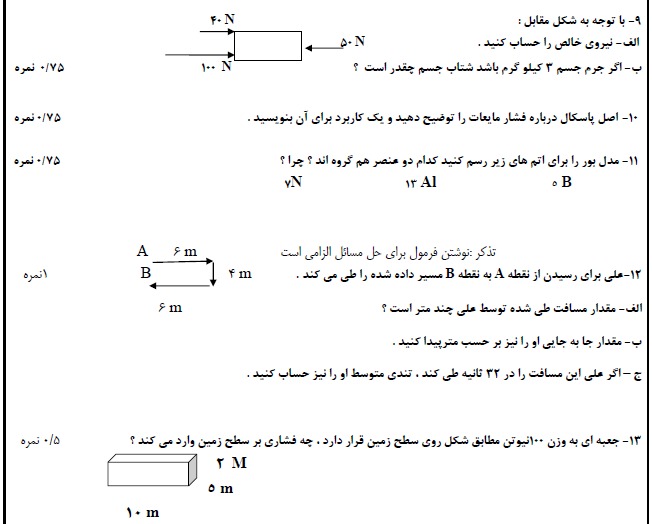 ۹- با توجه به شکل مقابل :
۴۰ N
الف- نیروی خالص را حساب کنید .
۵۰ N
۱۰۰ N
ب- اگر جرم جسم ۳ کیلو گرم باشد شتاب جسم چقدر است ؟
۰/۷۵ نمره
۱۰- اصل پاسکال درباره فشار مایعات را توضیح دهید و یک کاربرد برای آن بنویسید .
۰/۷۵ نمره
۱۱- مدل بور را برای اتم های زیر رسم کنید کدام دو عنصر هم گروه اند ؟ چرا ؟
۰/۷۵ نمره
۵ B
۱۳ Al
۷N
تذکر :نوشتن فرمول برای حل مسائل الزامی است
A ۶ m
B
۴ m
۶ m
۱۲-علی برای رسیدن از نقطه A به نقطه B مسیر داده شده را طی می کند .
۱نمره
الف- مقدار مسافت طی شده توسط علی چند متر است ؟
ب- مقدار جا به جایی او را نیز بر حسب مترپیدا کنید .
ج – اگر علی این مسافت را در ۳۲ ثانیه طی کند ، تندی متوسط او را نیز حساب کنید .
۱۳- جعبه ای به وزن ۱۰۰نیوتن مطابق شکل روی سطح زمین قرار دارد ، چه فشاری بر سطح زمین وارد می کند ؟
۰/۵ نمره
۲ M
۵ m
۱۰ m